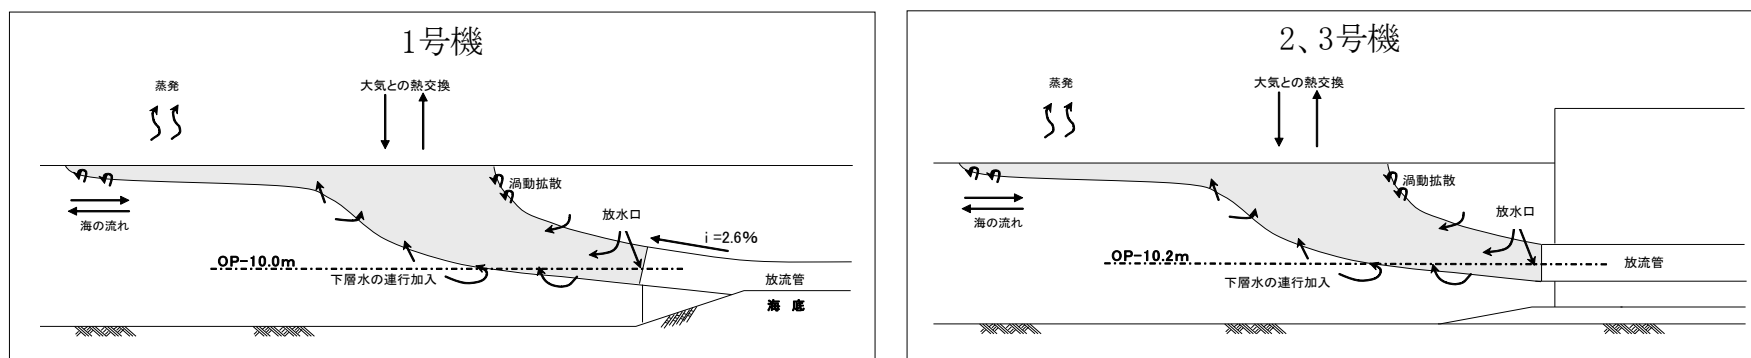 1号機
蒸発
大気との熱交換
渦動拡散
海の流れ
放水口
i=2.6%
OP-10.0m
下層水の連行加入
放流管
海 底
2、3号機
蒸発
大気との熱交換
渦動拡散
海の流れ
放水口
OP-10.2m
放流管
下層水の連行加入